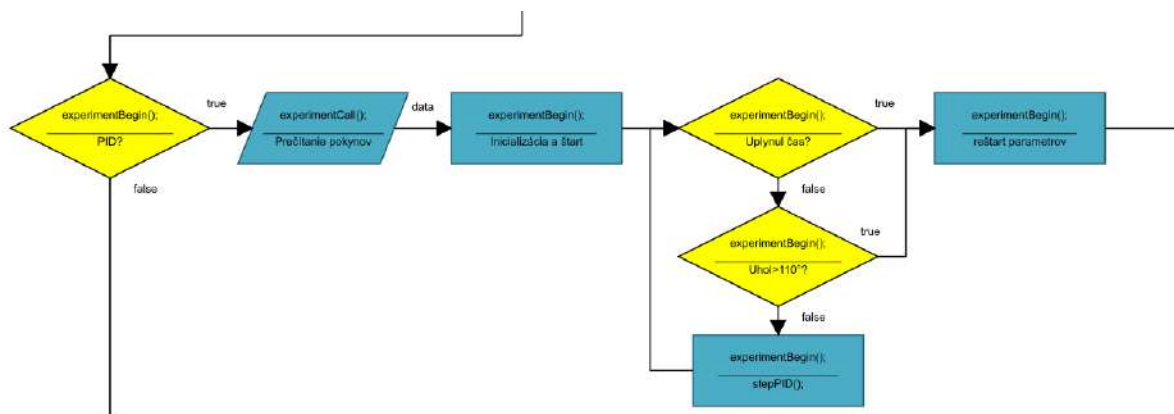 experimentBegin();
PID?
true
false
experimentCall();
Prečítanie pokynov
data
experimentBegin();
Inicializácia a štart
experimentBegin();
Uplynul čas?
true
false
experimentBegin();
Uhol>110°?
true
false
experimentBegin();
stepPID();
experimentBegin();
reštart parametrov